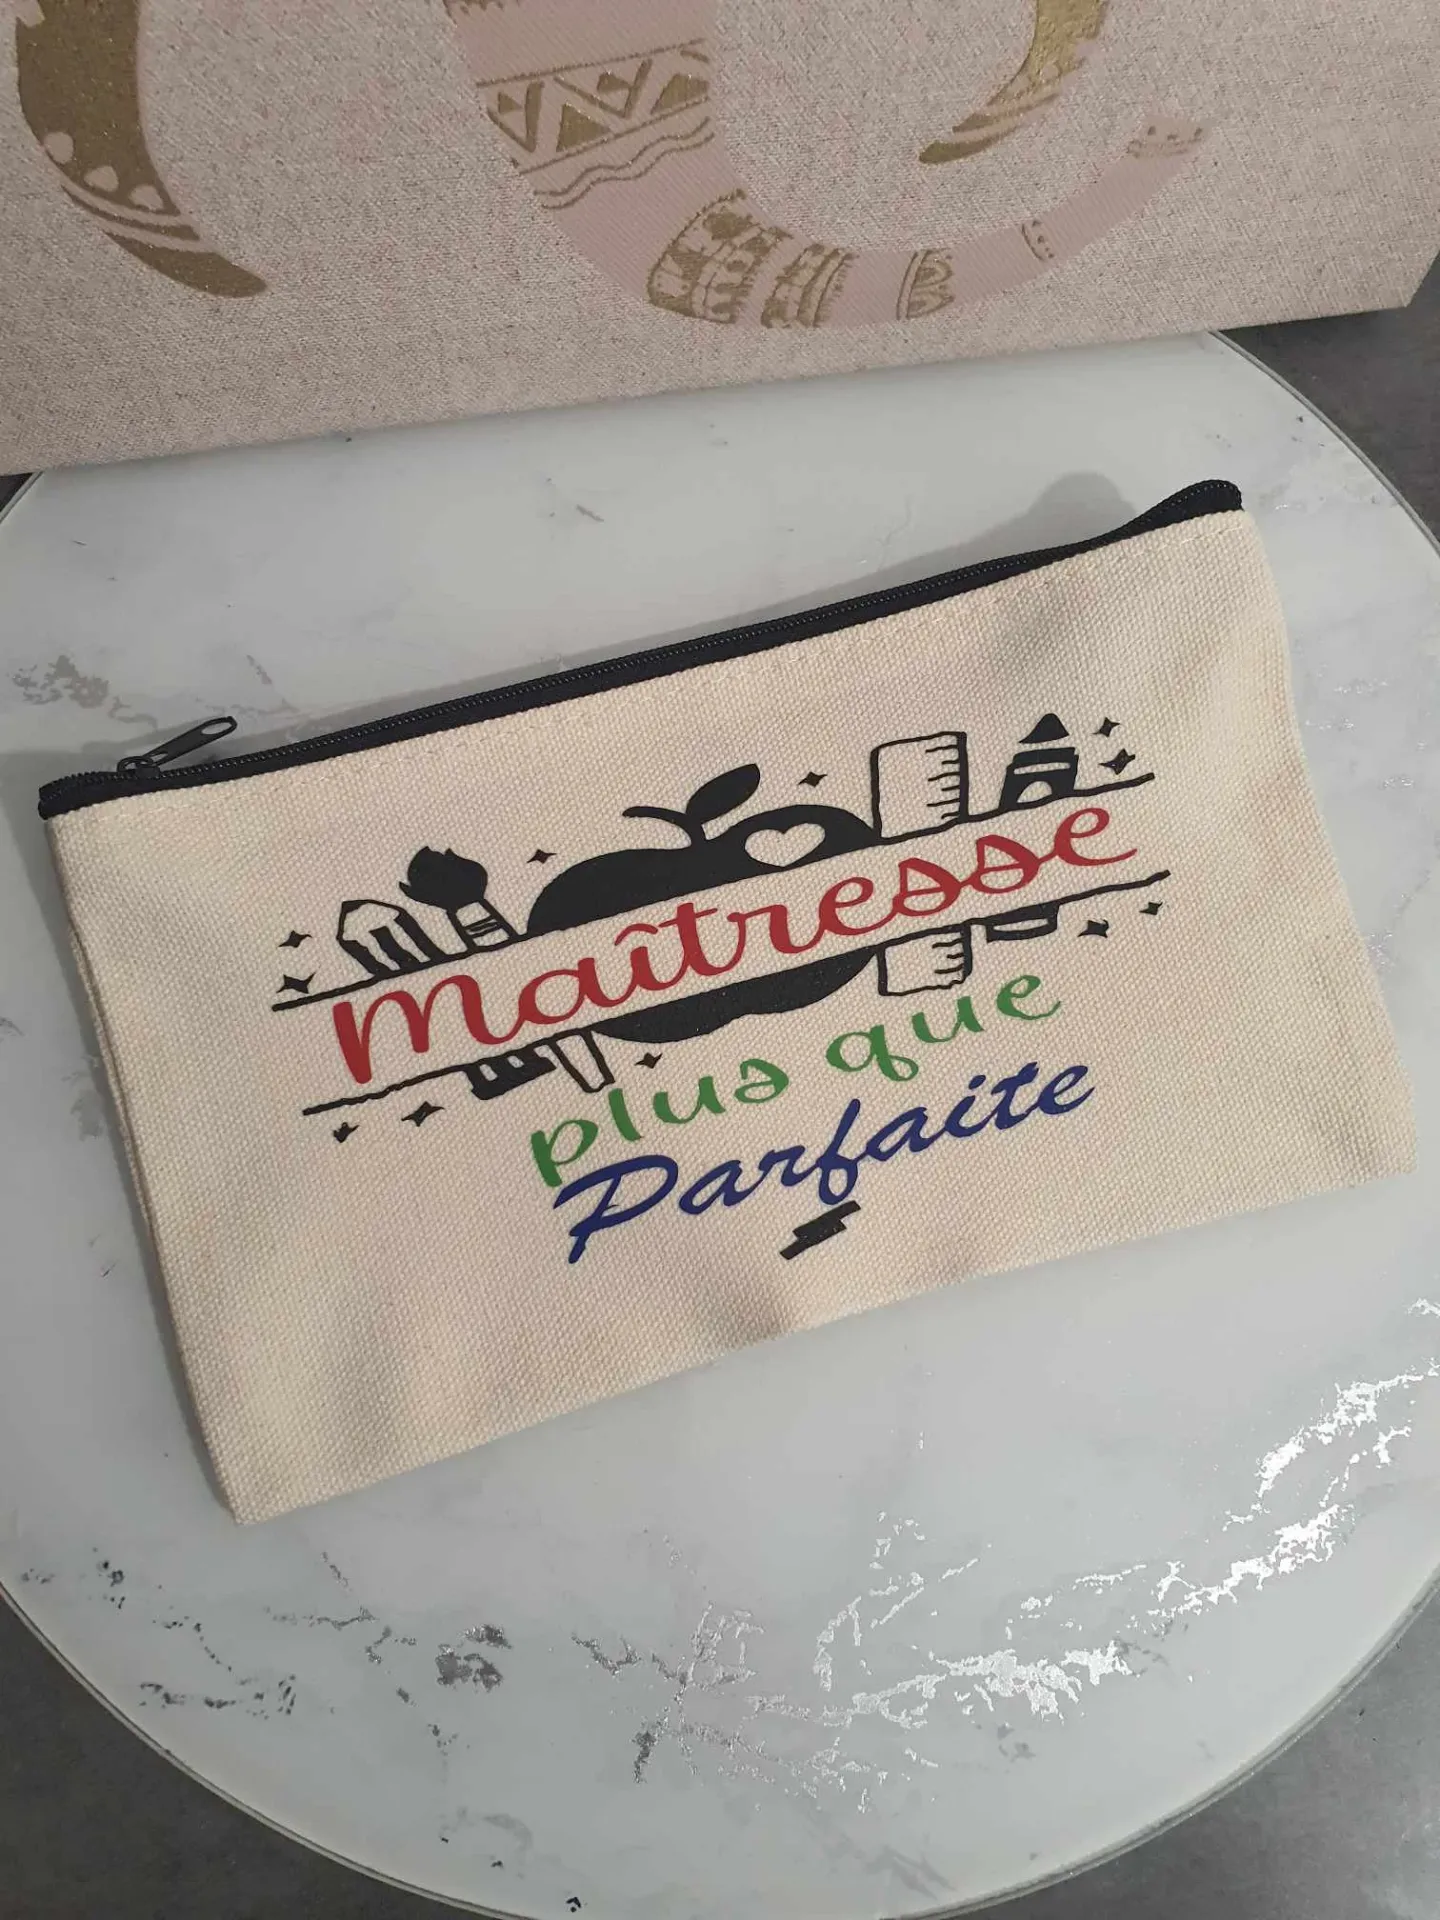 Maîtresse
plus que
Parfaite